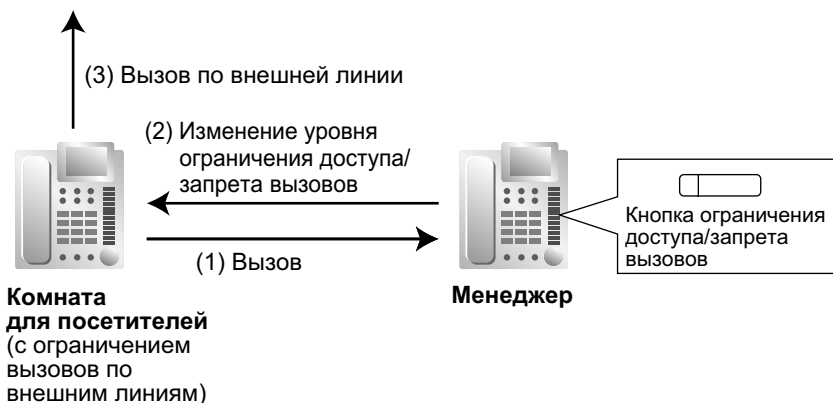 (3) Вызов по внешней линии
(2) Изменение уровня
ограничения доступа/
запрета вызовов
(1) Вызов
Кнопка ограничения
доступа/запрета
вызовов
Комната
для посетителей
(с ограничением
вызовов по
внешним линиям)
Менеджер